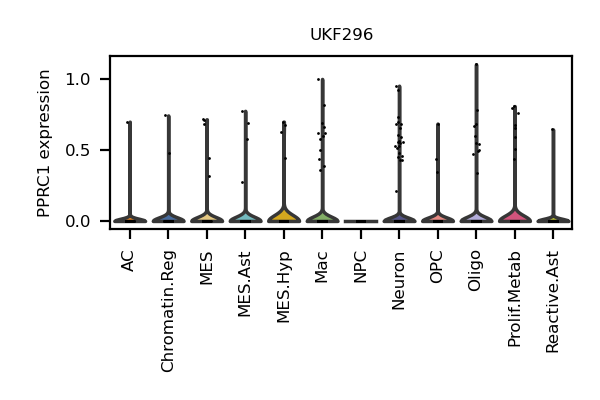 UKF296
PPRC1 expression
1.0
0.5
0.0
AC
Chromatin.Reg
MES
MES.Ast
MES.Hyp
Mac
NPC
Neuron
OPC
Oligo
Prolif.Metab
Reactive.Ast